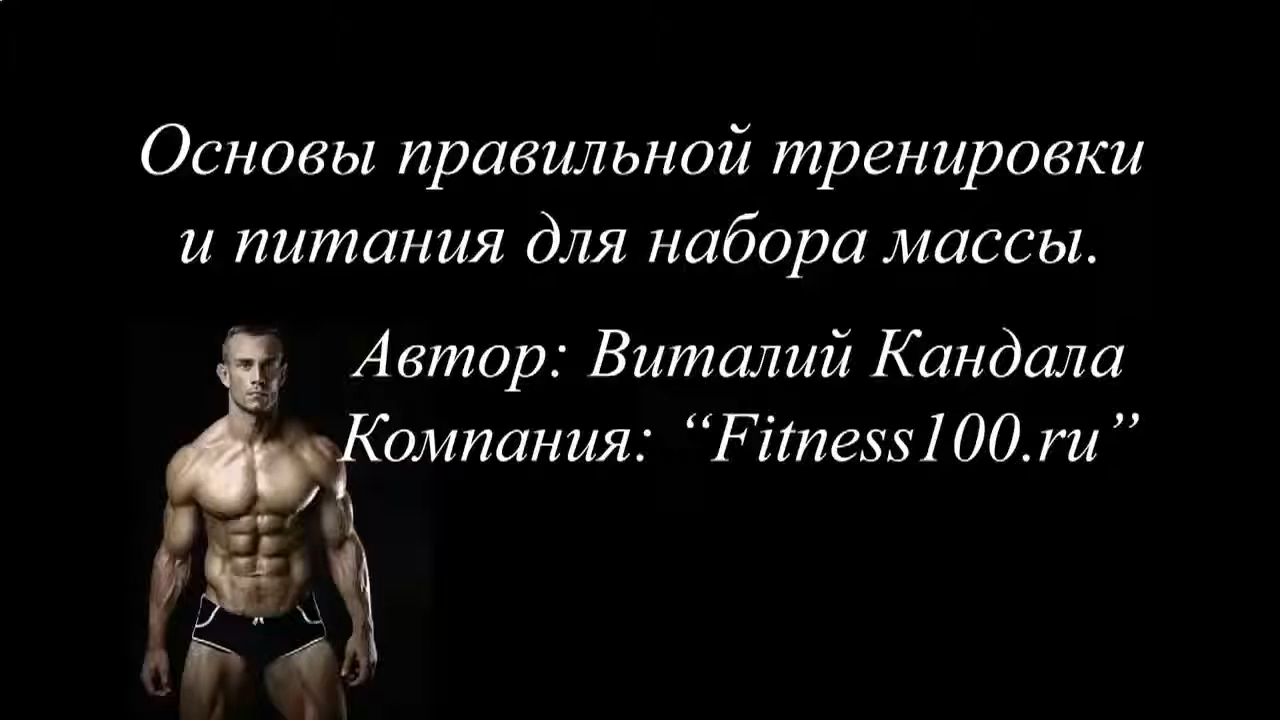 Основы правильной тренировки
и питания для набора массы.
Автор: Виталий Кандала
Компания: “Fitness100.ru”